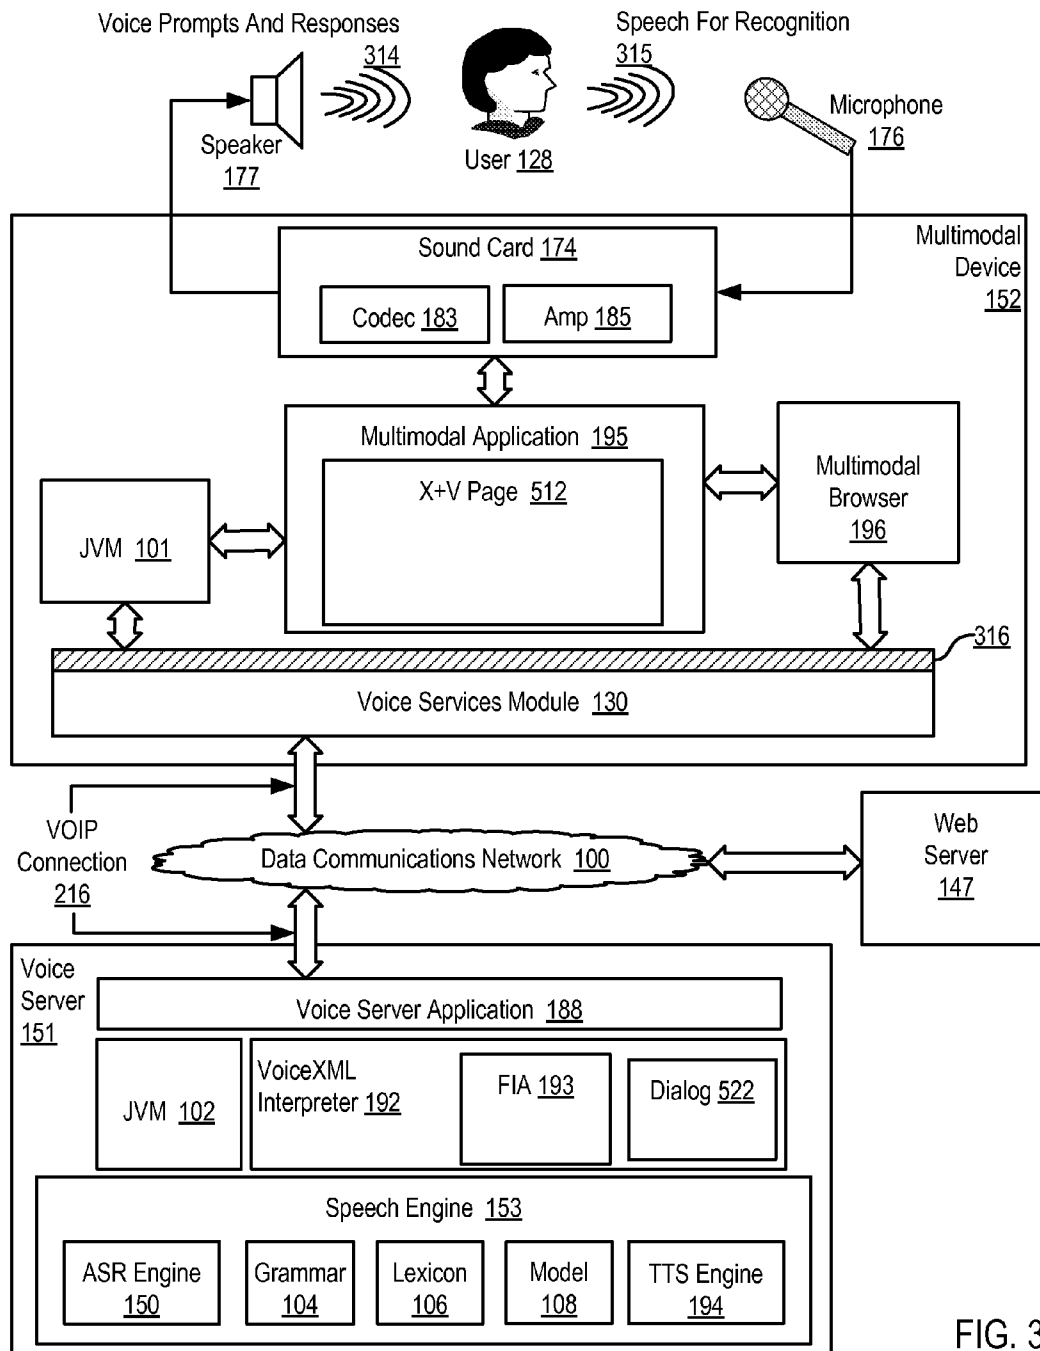 Voice Prompts And Responses
314
Speech For Recognition
315
Speaker
177
User 128
Microphone
176
Multimodal
Device
152
Sound Card 174
Codec 183
Amp 185
Multimodal Application 195
X+V Page 512
Multimodal
Browser
196
JVM 101
316
Voice Services Module 130
VOIP
Connection
216
Data Communications Network 100
Web
Server
147
Voice
Server
151
Voice Server Application 188
JVM 102
VoiceXML
Interpreter 192
FIA 193
Dialog 522
Speech Engine 153
ASR Engine
150
Grammar
104
Lexicon
106
Model
108
TTS Engine
194
FIG. 3